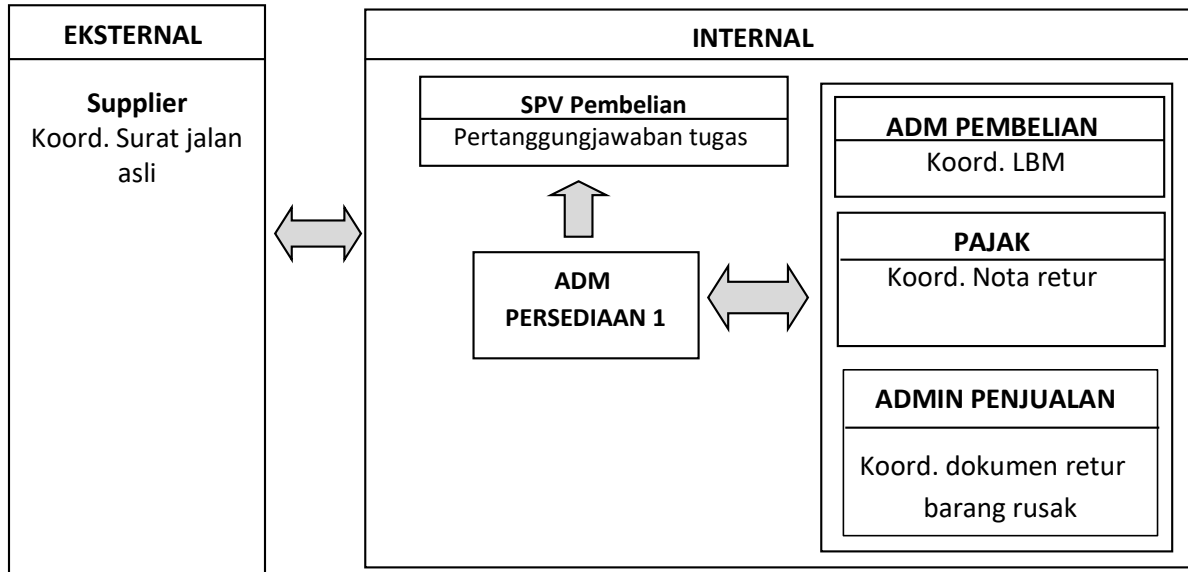 EKSTERNAL
Supplier
Koord. Surat jalan
asli
INTERNAL
SPV Pembelian
Pertanggungjawaban tugas
ADM
PERSEDIAAN 1
ADM PEMBELIAN
Koord. LBM
PAJAK
Koord. Nota retur
ADMIN PENJUALAN
Koord. dokumen retur
barang rusak